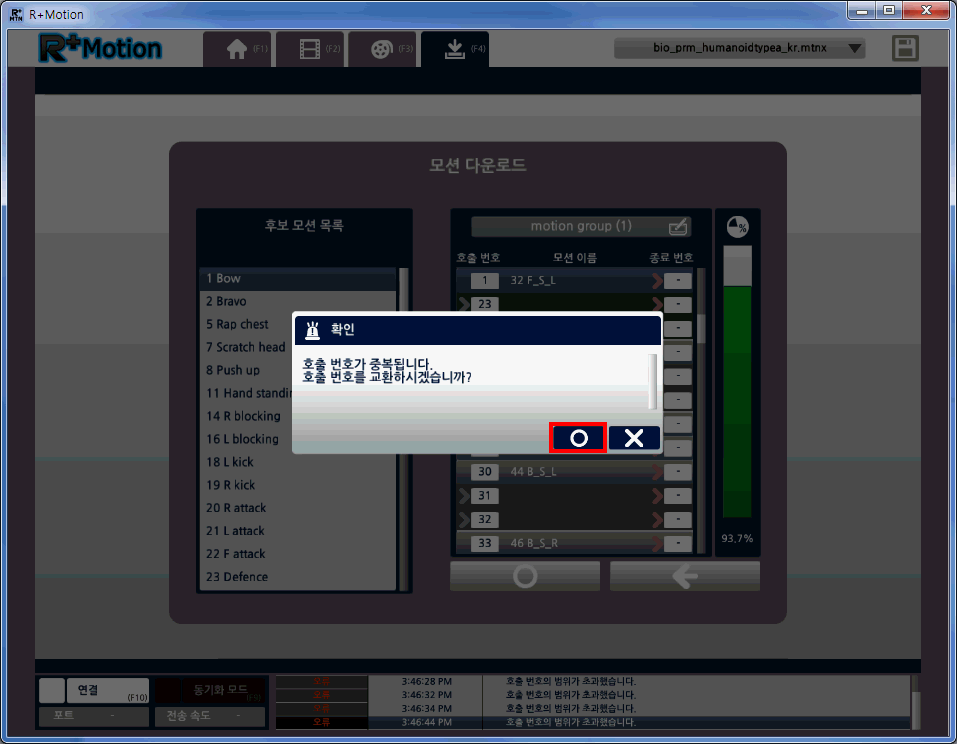 R+Motion
R+Motion
(F1)
(F2)
(F3)
(F4)
bio_prm_humanoidtypea_kr.mtnx
모션 다운로드
후보 모션 목록
1 Bow
2 Bravo
5 Rap chest
7 Scratch head
8 Push up
11 Hand standin
14 R blocking
16 L blocking
18 L kick
19 R kick
20 R attack
21 L attack
22 F attack
23 Defence
motion group (1)
호출 번호 모션 이름 종료 번호
1 32 F_S_L -
23 -
-
-
-
-
-
-
30 44 B_S_L -
31 -
32 -
33 46 B_S_R -
%
93.7%
확인
호출 번호가 중복됩니다.
호출 번호를 교환하시겠습니까?
연결 (F10)
동기화 모드 (F9)
포트 -
전송 속도 -
오류 3:46:28 PM 호출 번호의 범위가 초과했습니다.
오류 3:46:32 PM 호출 번호의 범위가 초과했습니다.
오류 3:46:34 PM 호출 번호의 범위가 초과했습니다.
오류 3:46:44 PM 호출 번호의 범위가 초과했습니다.